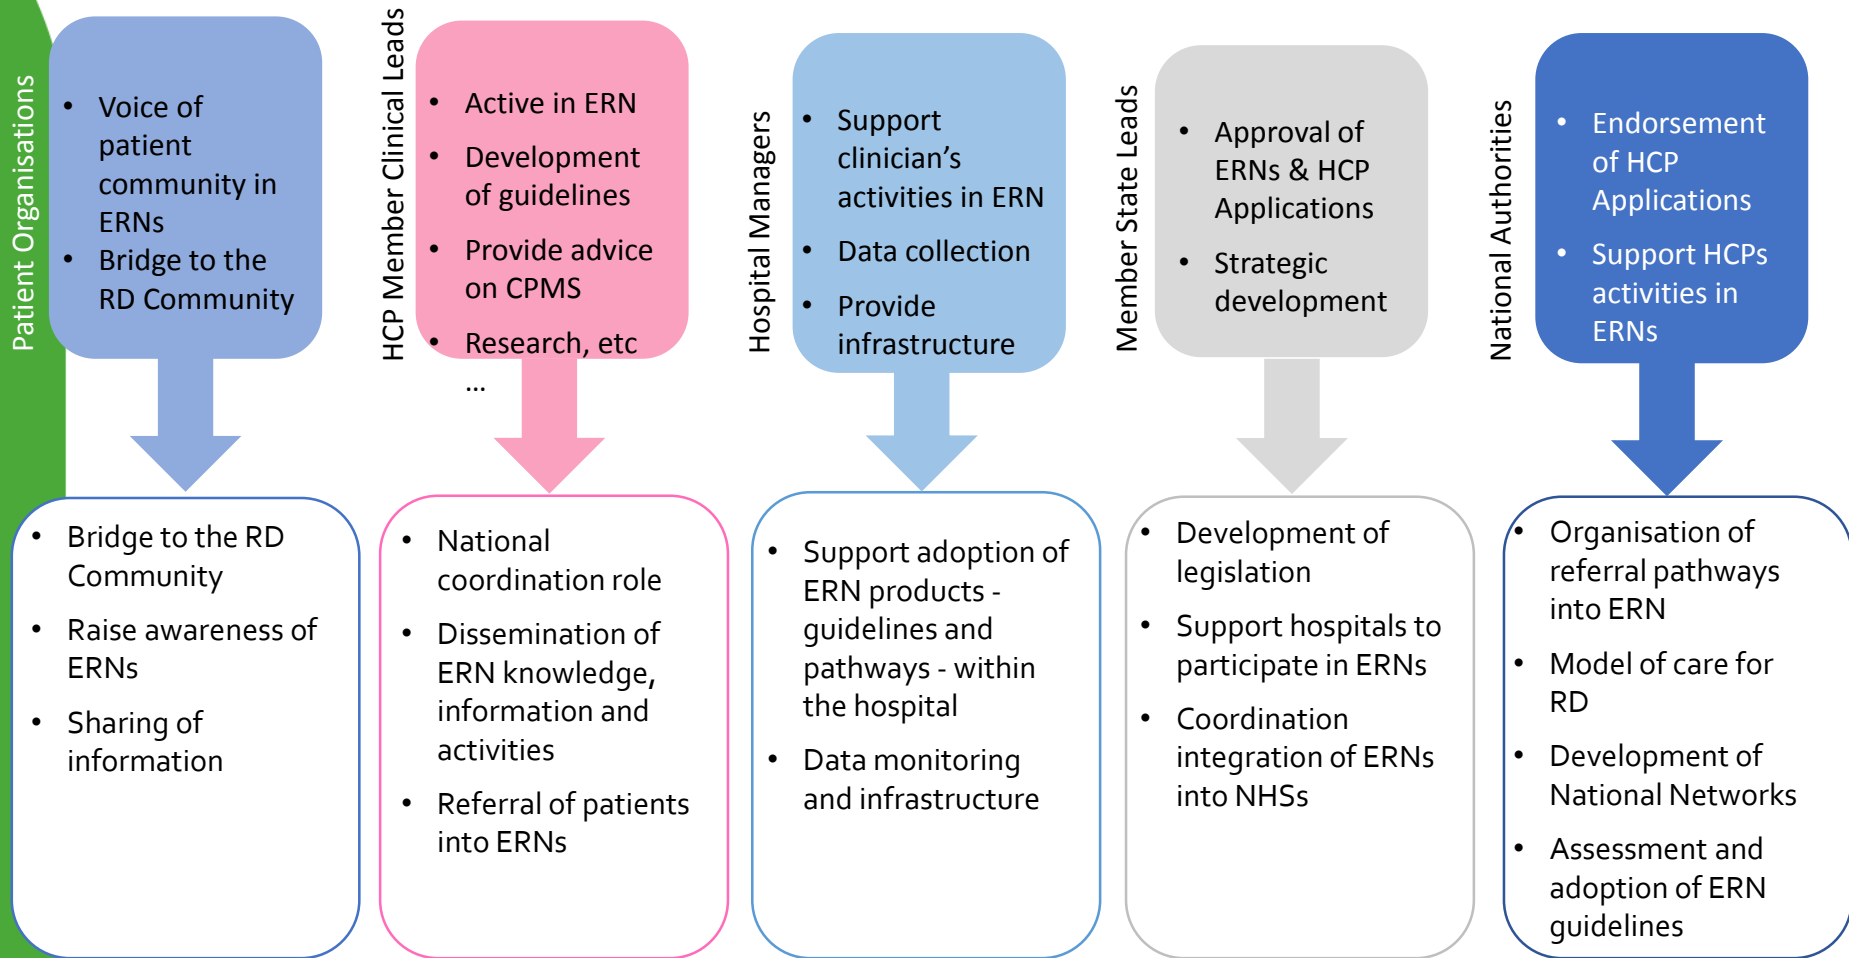 Patient Organisations
• Voice of
patient
community in
ERNs
• Bridge to the
RD Community
• Bridge to the RD
Community
• Raise awareness of
ERNs
• Sharing of
information
HCP Member Clinical Leads
• Active in ERN
• Development
of guidelines
• Provide advice
on CPMS
• Research, etc
...
• National
coordination role
• Dissemination of
ERN knowledge,
information and
activities
• Referral of patients
into ERNs
Hospital Managers
• Support
clinician’s
activities in ERN
• Data collection
• Provide
infrastructure
• Support adoption of
ERN products -
guidelines and
pathways - within
the hospital
• Data monitoring
and infrastructure
Member State Leads
• Approval of
ERNs & HCP
Applications
• Strategic
development
• Development of
legislation
• Support hospitals to
participate in ERNs
• Coordination
integration of ERNs
into NHSs
National Authorities
• Endorsement
of HCP
Applications
• Support HCPs
activities in
ERNs
• Organisation of
referral pathways
into ERN
• Model of care for
RD
• Development of
National Networks
• Assessment and
adoption of ERN
guidelines